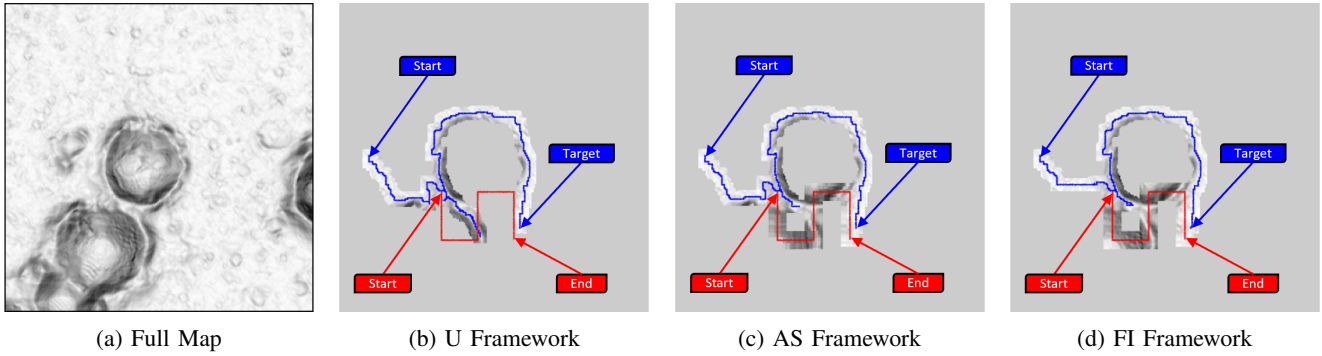 Start
Target
Start
End
Start
Target
Start
End
Start
Target
Start
End
(a) Full Map
(b) U Framework
(c) AS Framework
(d) FI Framework